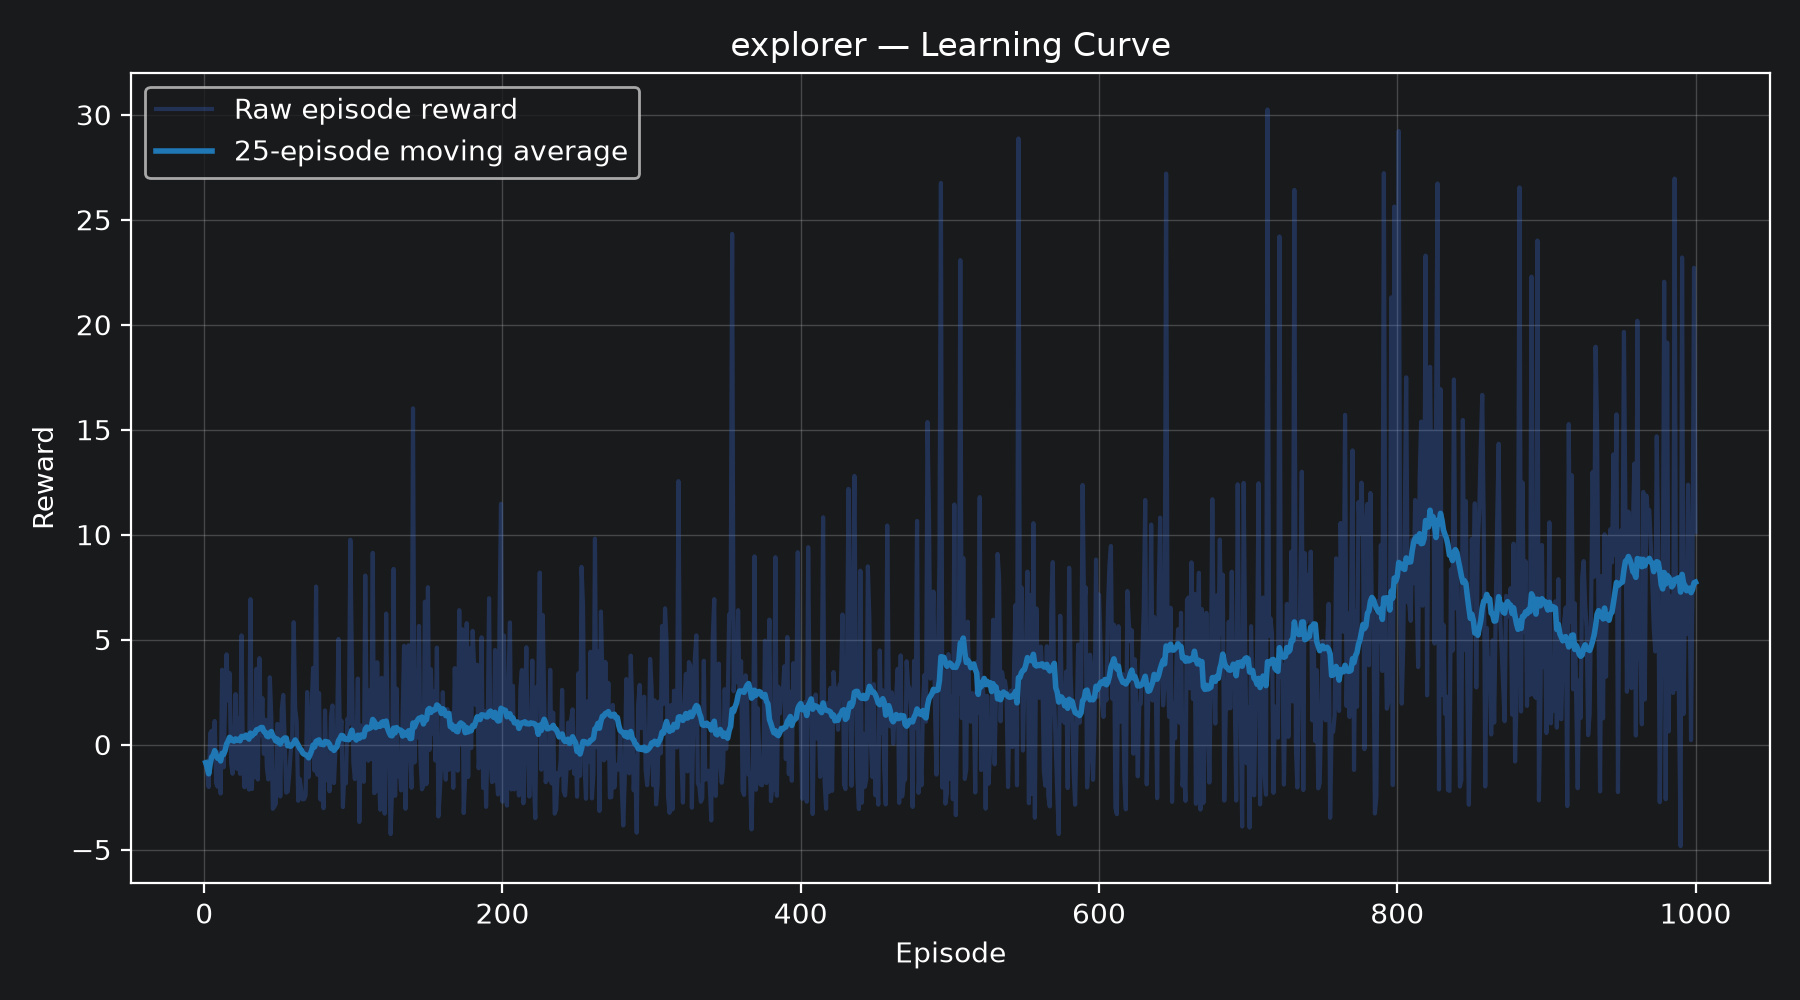 explorer — Learning Curve
Raw episode reward
25-episode moving average
30
25
20
15
10
5
0
−5
Reward
0 200 400 600 800 1000
Episode